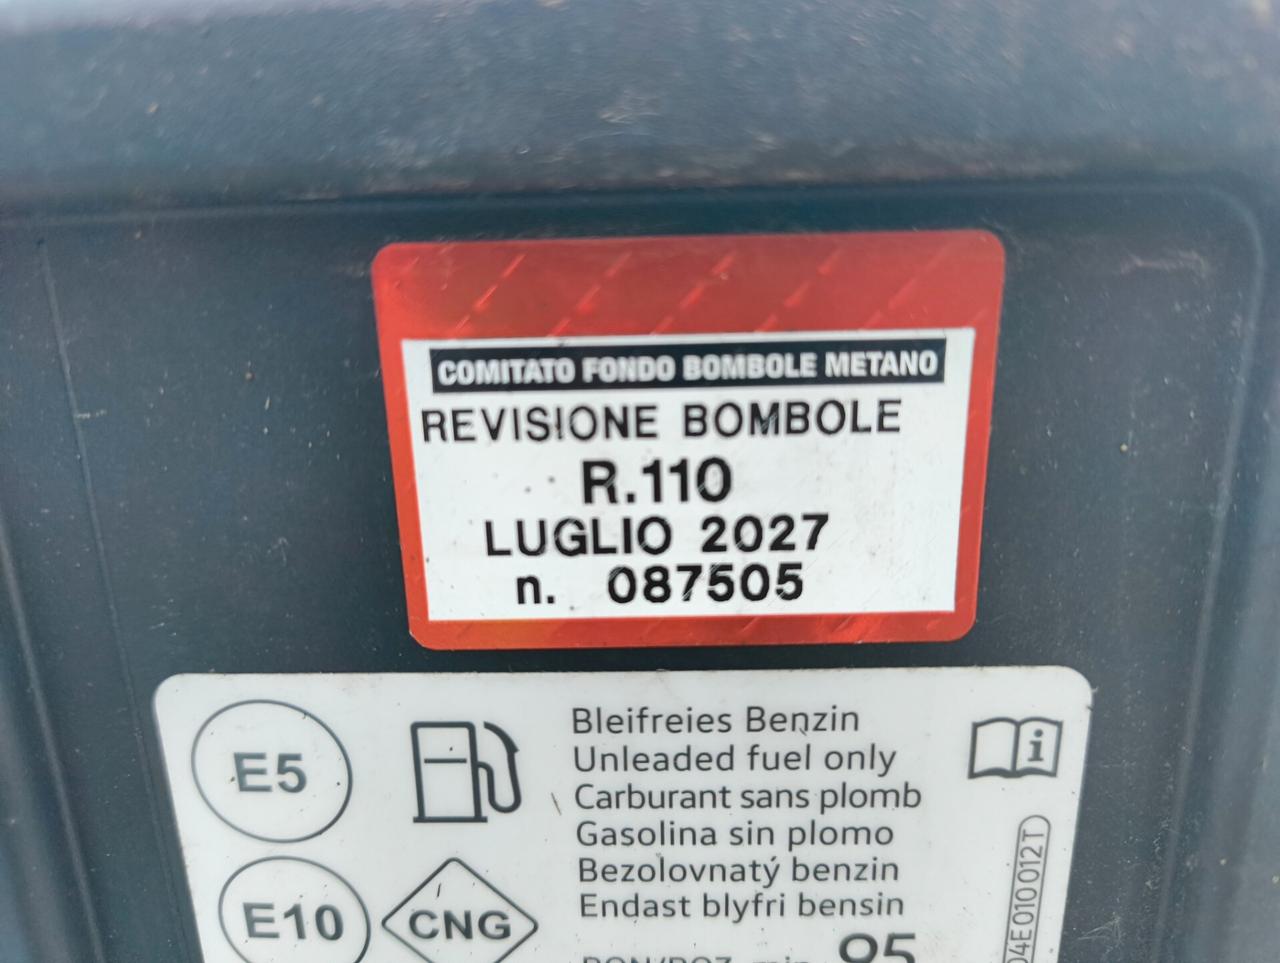 COMITATO FONDO BOMBOLE METANO
REVISIONE BOMBOLE
R.110
LUGLIO 2027
n. 087505
E5
Bleifreies Benzin
Unleaded fuel only
Carburant sans plomb
Gasolina sin plomo
Bezolovnatý benzin
Endast blyfri bensin
E10
CNG
95
04E010012T